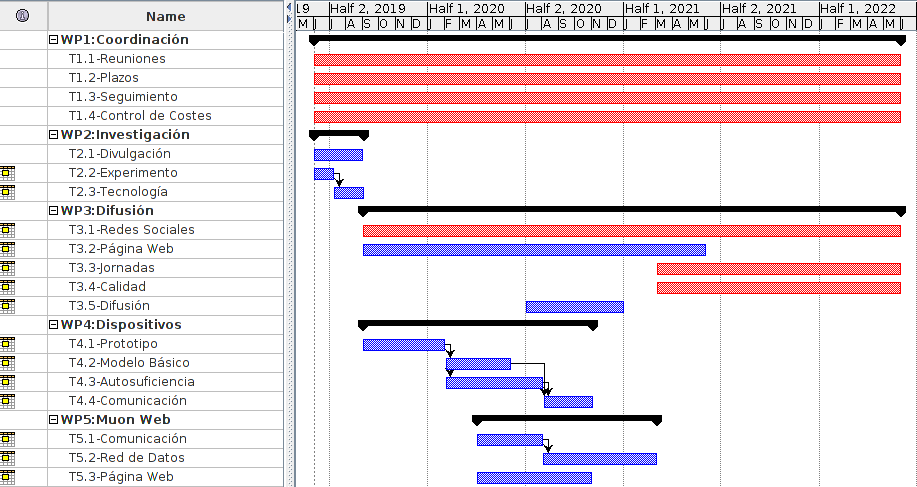 Name
19 Half 2, 2019 Half 1, 2020 Half 2, 2020 Half 1, 2021 Half 2, 2021 Half 1, 2022
M J J A S O N D J F M A M J J A S O N D J F M A M J J A S O N D J F M A M J
WP1:Coordinación
T1.1-Reuniones
T1.2-Plazos
T1.3-Seguimiento
T1.4-Control de Costes
WP2:Investigación
T2.1-Divulgación
T2.2-Experimento
T2.3-Tecnología
WP3:Difusión
T3.1-Redes Sociales
T3.2-Página Web
T3.3-Jornadas
T3.4-Calidad
T3.5-Difusión
WP4:Dispositivos
T4.1-Prototipo
T4.2-Modelo Básico
T4.3-Autosuficiencia
T4.4-Comunicación
WP5:Muon Web
T5.1-Comunicación
T5.2-Red de Datos
T5.3-Página Web